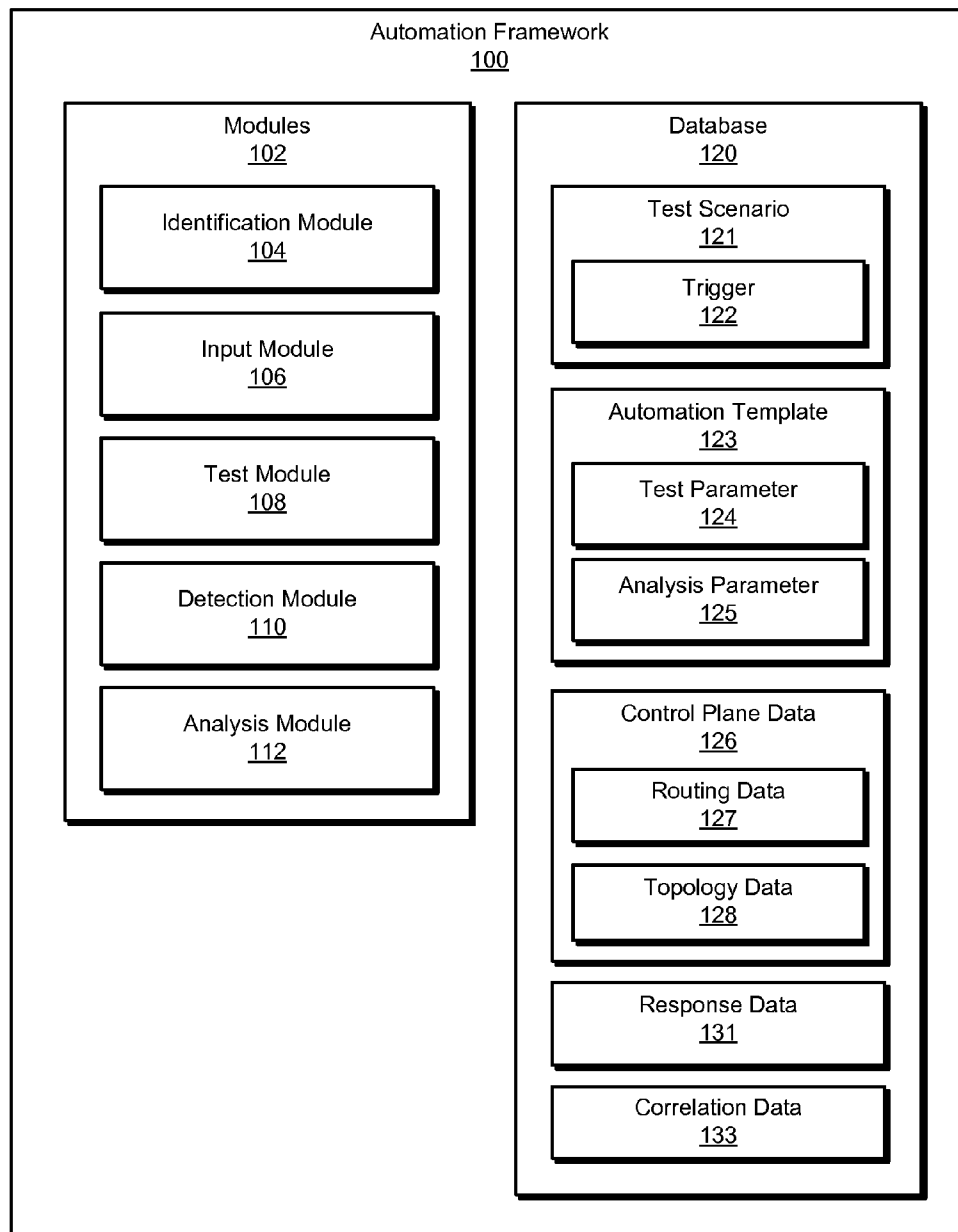 Automation Framework
100
Modules
102
Identification Module
104
Input Module
106
Test Module
108
Detection Module
110
Analysis Module
112
Database
120
Test Scenario
121
Trigger
122
Automation Template
123
Test Parameter
124
Analysis Parameter
125
Control Plane Data
126
Routing Data
127
Topology Data
128
Response Data
131
Correlation Data
133